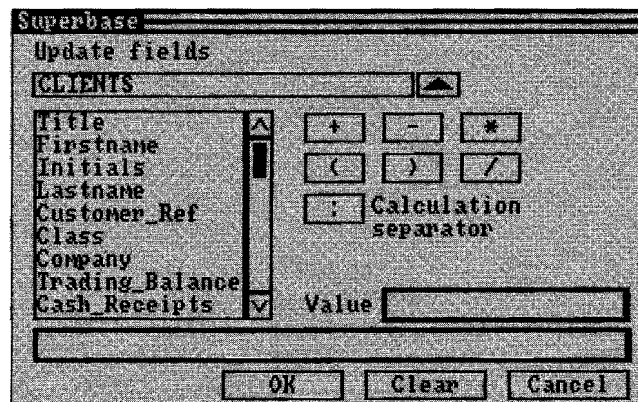 Superbase
Update fields
CLIENTS
Title
Firstname
Initials
Lastname
Customer_Ref
Class
Company
Trading_Balance
Cash_Receipts
+ - *
( ) /
: Calculation
separator
Value
OK Clear Cancel